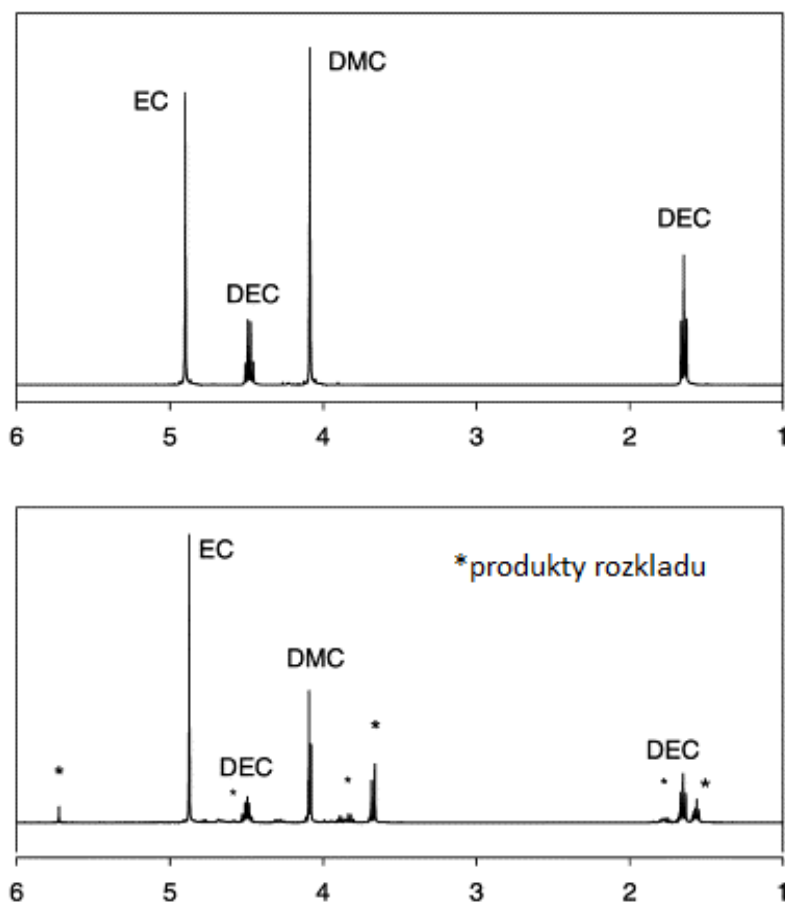 DMC
EC
DEC
DEC
6 5 4 3 2 1
EC
*produkty rozkladu
DMC
*
*
DEC
*
*
DEC
*
*
6 5 4 3 2 1